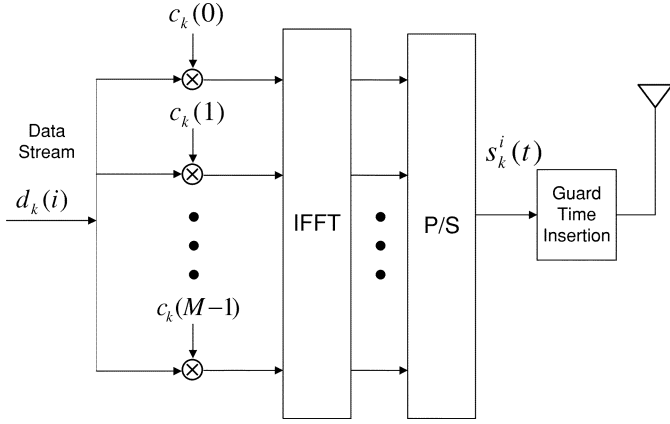 c_k(0)
c_k(1)
Data
Stream
d_k(i)
c_k(M−1)
IFFT
P/S
s_k^i(t)
Guard
Time
Insertion